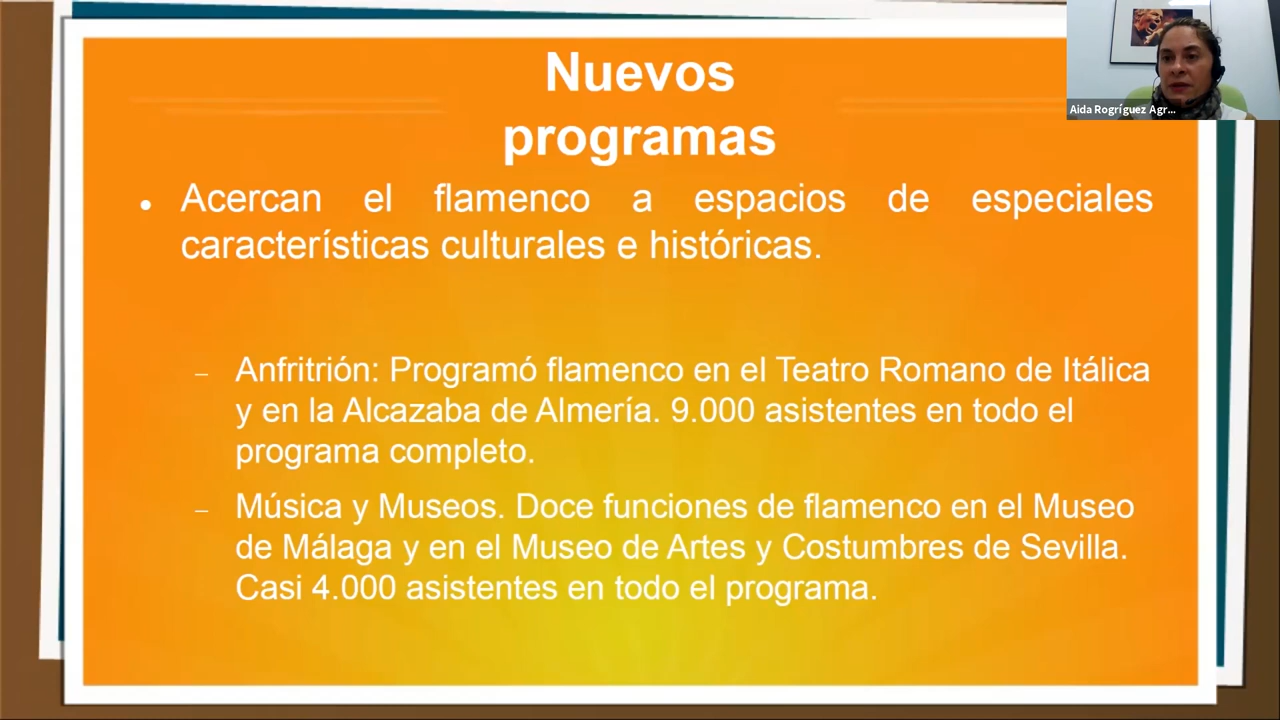 Nuevos
programas
Aida Rogríguez Agr...
• Acercan el flamenco a espacios de especiales
características culturales e históricas.
– Anfritrión: Programó flamenco en el Teatro Romano de Itálica
y en la Alcazaba de Almería. 9.000 asistentes en todo el
programa completo.
– Música y Museos. Doce funciones de flamenco en el Museo
de Málaga y en el Museo de Artes y Costumbres de Sevilla.
Casi 4.000 asistentes en todo el programa.